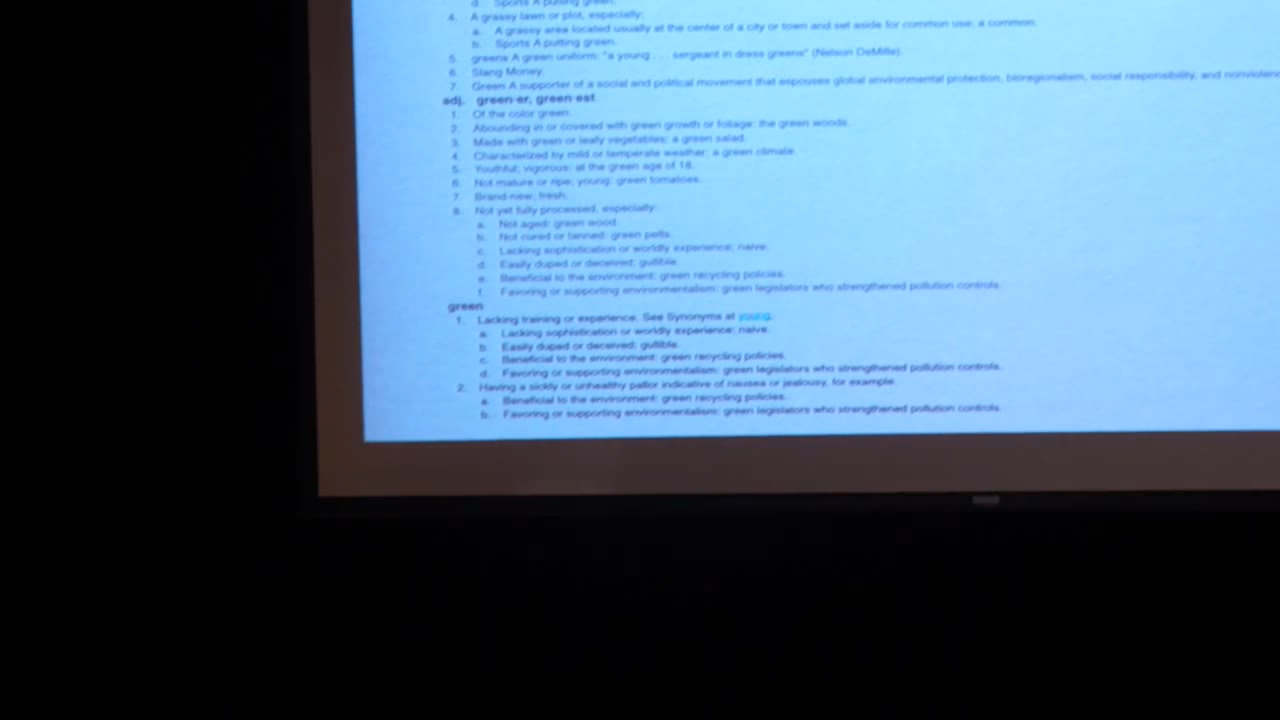 d. Sports A putting green.
4. A grassy lawn or plot, especially:
a. A grassy area located usually at the center of a city or town and set aside for common use; a common.
b. Sports A putting green.
5. greens A green uniform: "a young . . sergeant in dress greens" (Nelson DeMille).
6. Slang Money.
7. Green A supporter of a social and political movement that espouses global environmental protection, bioregionalism, social responsibility, and
adj. green·er, green·est
1. Of the color green.
2. Abounding in or covered with green growth or foliage: the green woods.
3. Made with green or leafy vegetables: a green salad.
4. Characterized by mild or temperate weather: a green climate.
5. Youthful; vigorous: at the green age of 18.
6. Not mature or ripe; young: green tomatoes.
7. Brand-new; fresh.
8. Not yet fully processed, especially:
a. Not aged: green wood.
b. Not cured or tanned: green pelts.
c. Lacking sophistication or worldly experience; naive.
d. Easily duped or deceived; gullible.
e. Beneficial to the environment: green recycling policies.
f. Favoring or supporting environmentalism: green legislators who strengthened pollution controls.
green
1. Lacking training or experience. See Synonyms at young.
a. Lacking sophistication or worldly experience; naive.
b. Easily duped or deceived; gullible.
c. Beneficial to the environment: green recycling policies.
d. Favoring or supporting environmentalism: green legislators who strengthened pollution controls.
2. Having a sickly or unhealthy pallor indicative of nausea or jealousy, for example.
a. Beneficial to the environment: green recycling policies.
b. Favoring or supporting environmentalism: green legislators who strengthened pollution controls.